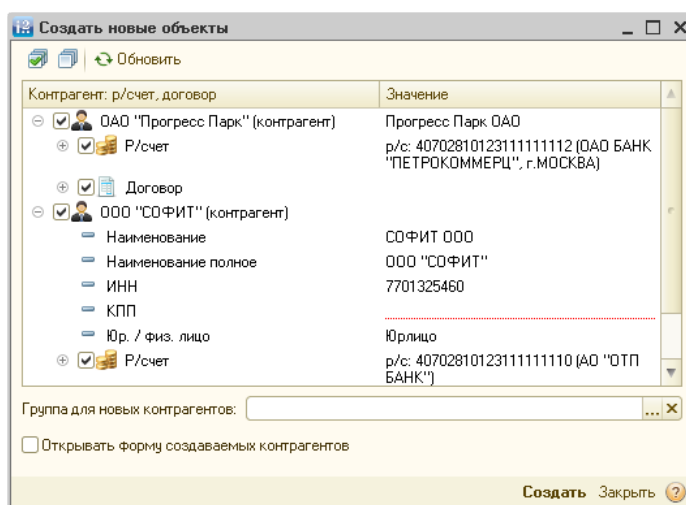 Создать новые объекты
Обновить
Контрагент: р/счет, договор Значение
ОАО "Прогресс Парк" (контрагент) Прогресс Парк ОАО
Р/счет р/с: 40702810123111111112 (ОАО БАНК
"ПЕТРОКОММЕРЦ", г.МОСКВА)
Договор
ООО "СОФИТ" (контрагент)
Наименование СОФИТ ООО
Наименование полное ООО "СОФИТ"
ИНН 7701325460
КПП
Юр. / физ. лицо Юрлицо
Р/счет р/с: 40702810123111111110 (АО "ОТП
БАНК")
Группа для новых контрагентов: ...
Открывать форму создаваемых контрагентов
Создать Закрыть ?